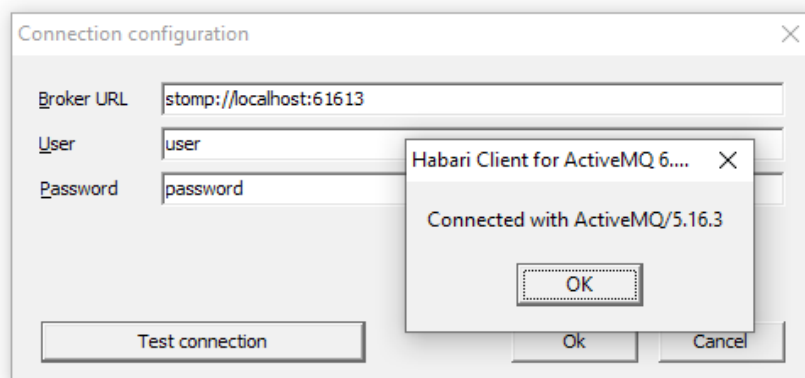 Connection configuration
Broker URL stomp://localhost:61613
User user
Password password
Habari Client for ActiveMQ 6....
Connected with ActiveMQ/5.16.3
OK
Test connection Ok Cancel